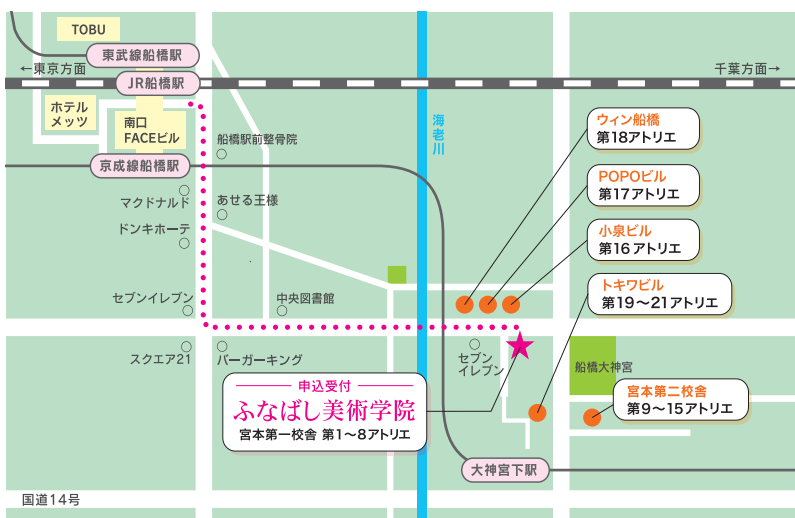 TOBU
東武線船橋駅
←東京方面
千葉方面→
JR船橋駅
ホテル
メッツ
南口
FACEビル
海老川
ウィン船橋
第18アトリエ
船橋駅前整骨院
京成線船橋駅
POPOビル
第17アトリエ
マクドナルド
あせる王様
ドンキホーテ
小泉ビル
第16アトリエ
トキワビル
第19〜21アトリエ
セブンイレブン
中央図書館
スクエア21
バーガーキング
セブン
イレブン
船橋大神宮
申込受付
ふなばし美術学院
宮本第一校舎 第1〜8アトリエ
宮本第二校舎
第9〜15アトリエ
大神宮下駅
国道14号